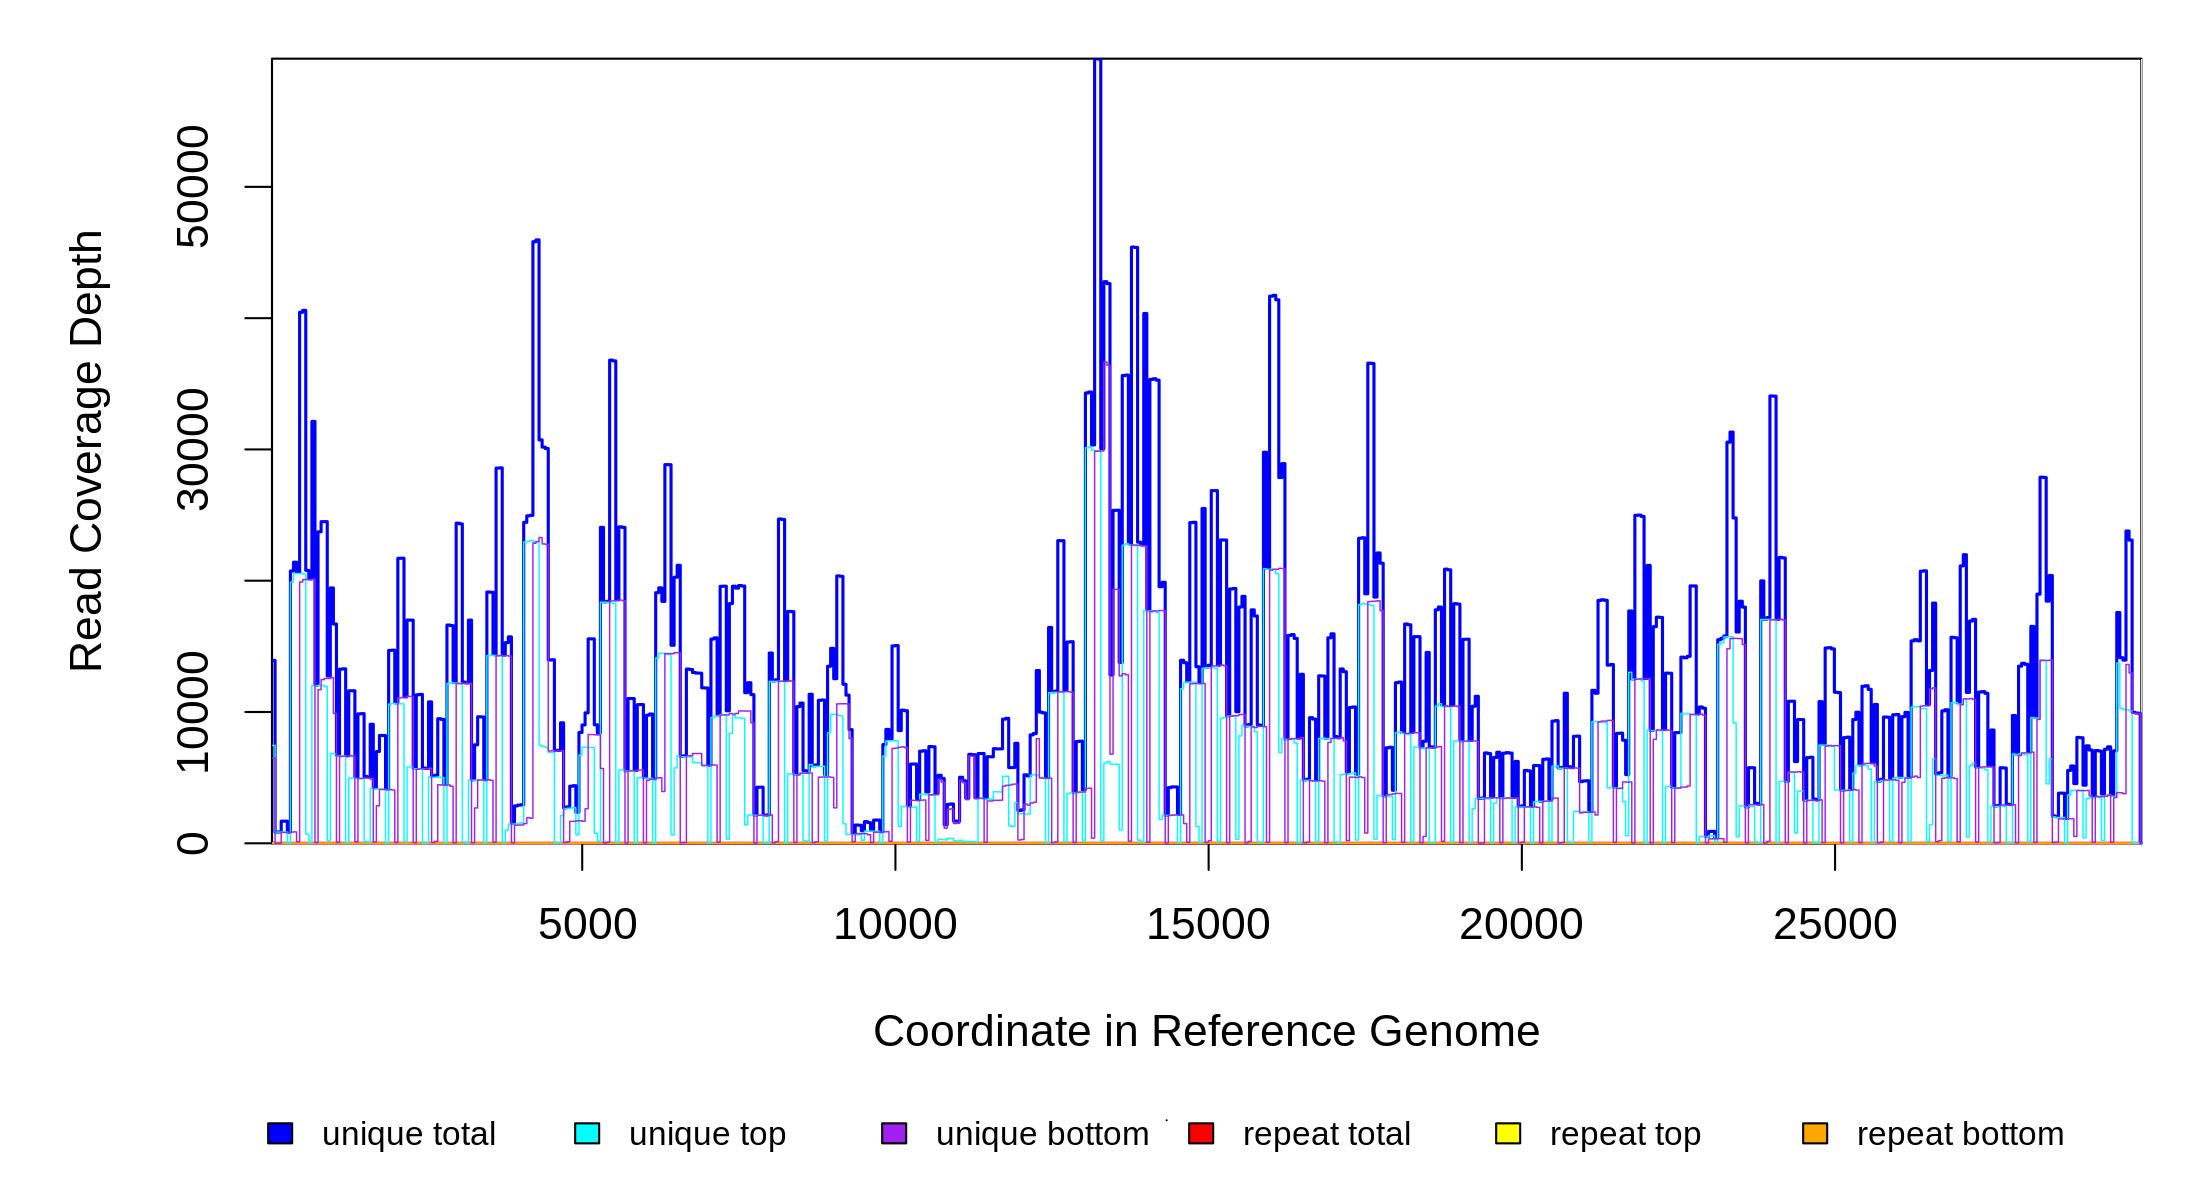 Read Coverage Depth
50000
30000
10000
0
5000 10000 15000 20000 25000
Coordinate in Reference Genome
unique total unique top unique bottom repeat total repeat top repeat bottom